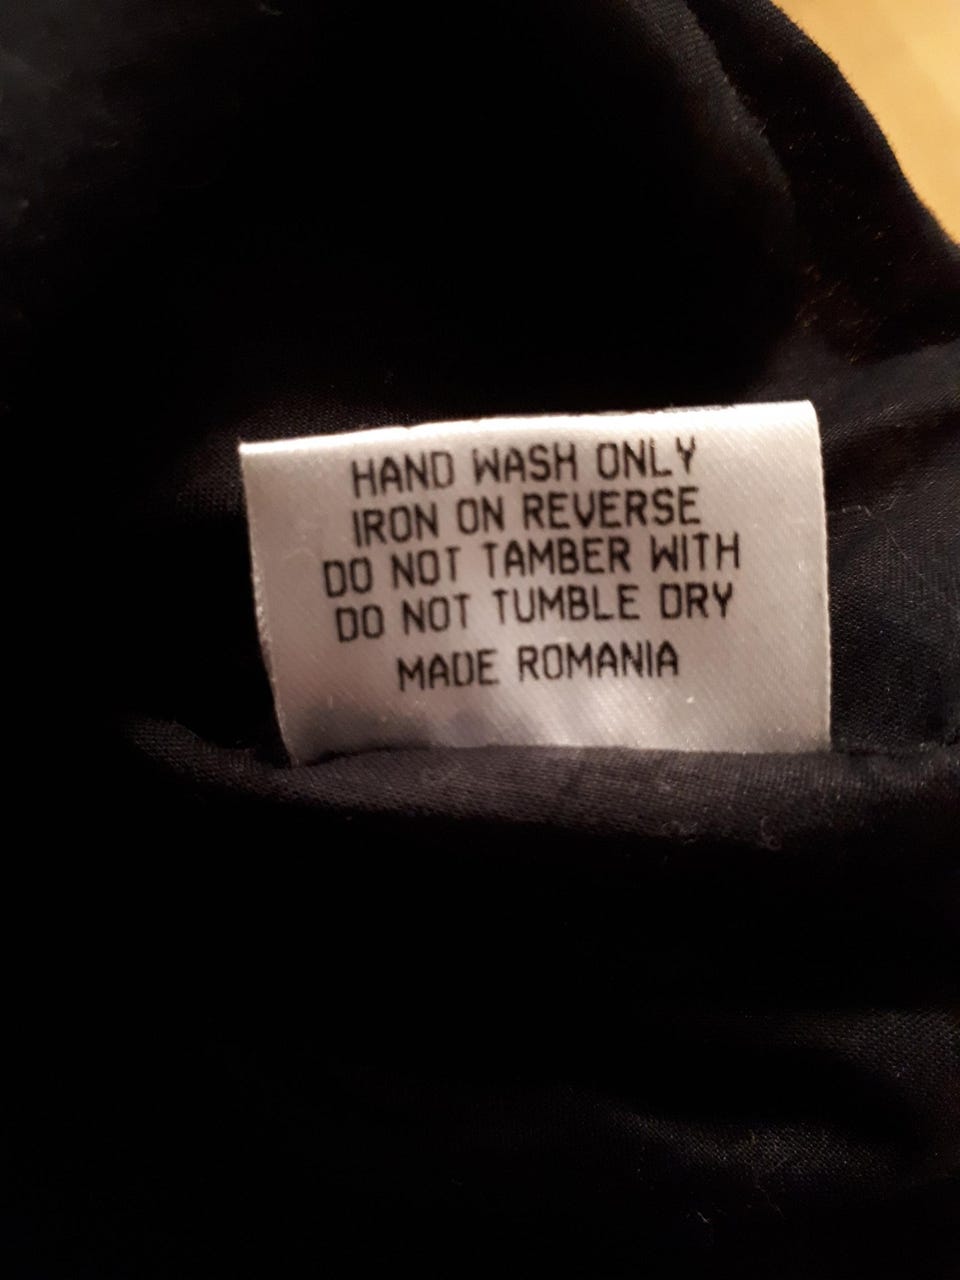 HAND WASH ONLY
IRON ON REVERSE
DO NOT TAMBER WITH
DO NOT TUMBLE DRY
MADE ROMANIA